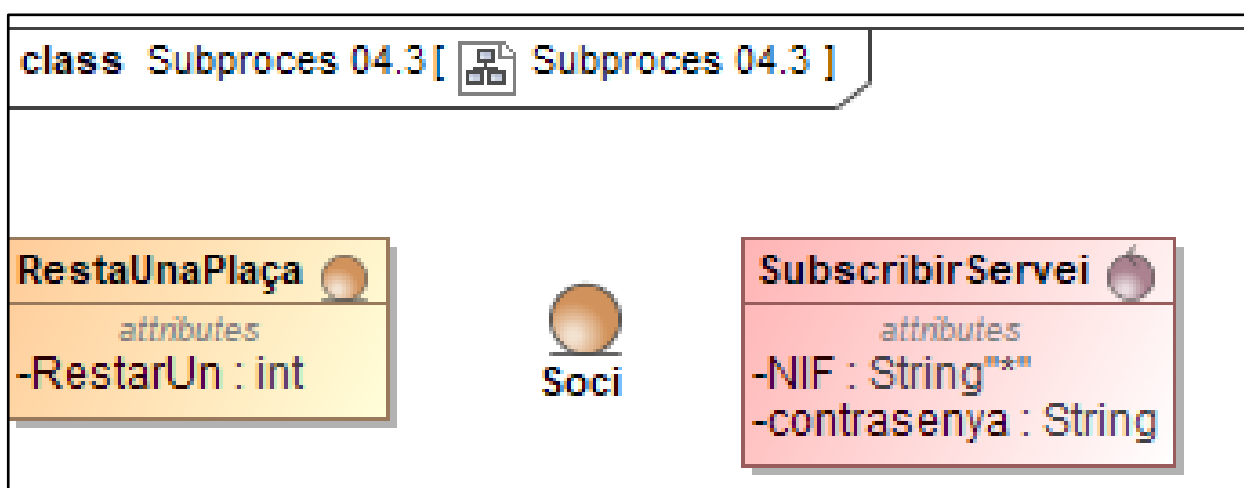 class Subproces 04.3 [ Subproces 04.3 ]
RestaUnaPlaça
attributes
-RestarUn : int
Soci
SubscribirServei
attributes
-NIF : String"*"
-contrasenya : String